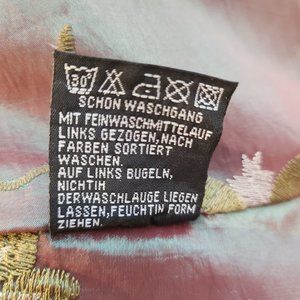 30°
SCHON WASCHGANG
MIT FEINWASCHMITTELAUF
LINKS GEZOGEN, NACH
FARBEN SORTIERT
WASCHEN.
AUF LINKS BUGELN,
NICHTIH
DERWASCHLAUGE LIEGEN
LASSEN, FEUCHTIN FORM
ZIEHEN.